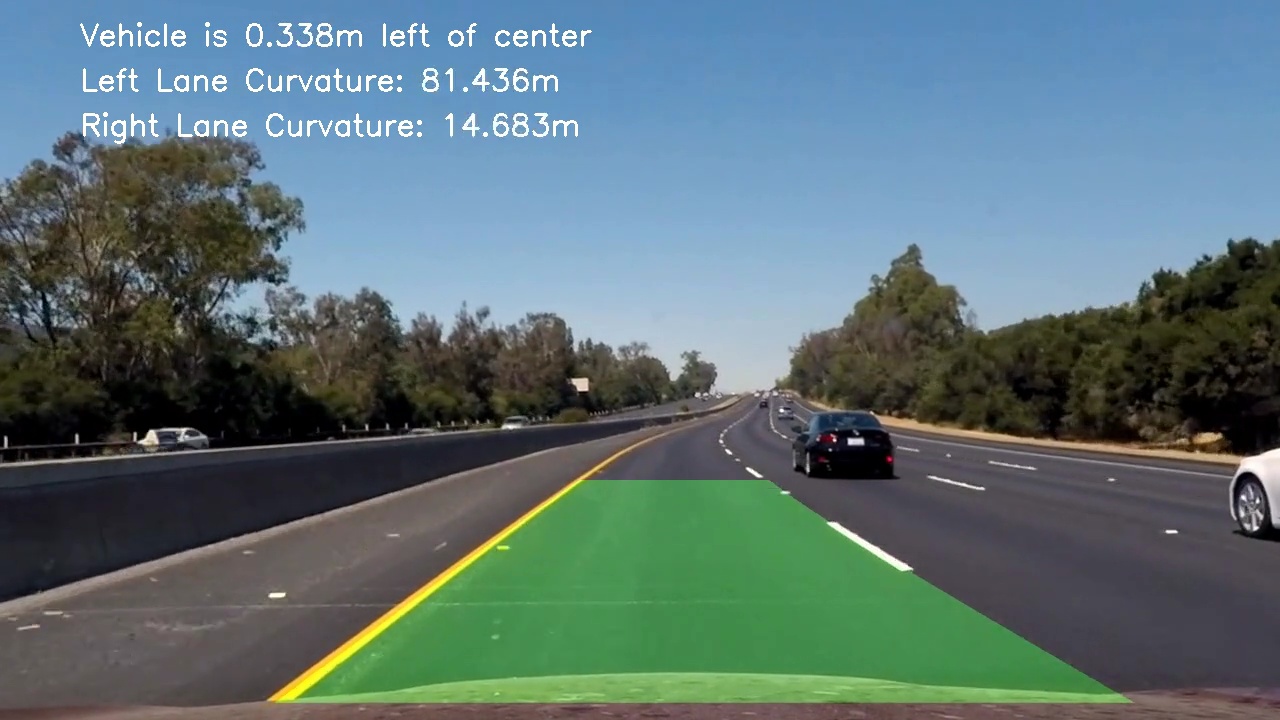 Vehicle is 0.338m left of center
Left Lane Curvature: 81.436m
Right Lane Curvature: 14.683m